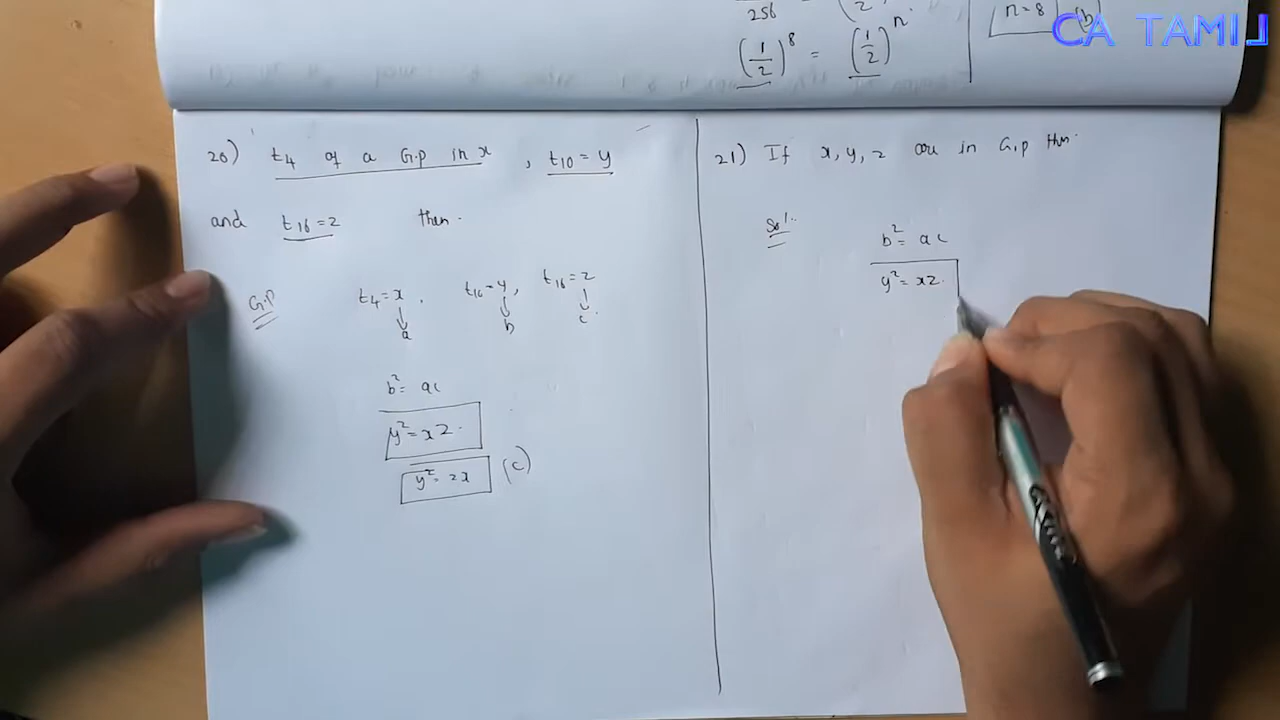 256
(1/2)^8 = (1/2)^n
n=8 (b)
CA TAMIL
20) t4 of a G.P in x , t10 = y
and t16 = z then.
G.P t4 = x , t10 = y, t16 = z
a b c.
b² = ac
y² = xz.
y² = zx (c)
21) If x, y, z are in G.p then
Sol:.
b² = ac
y² = xz.